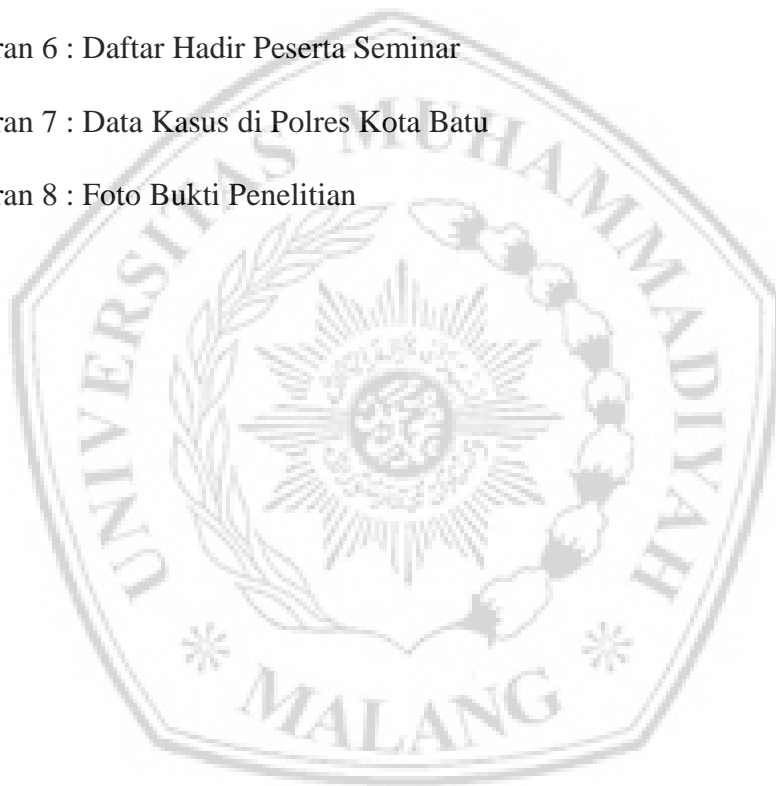 ran 6 : Daftar Hadir Peserta Seminar
ran 7 : Data Kasus di Polres Kota Batu
ran 8 : Foto Bukti Penelitian
UNIVERSITAS MUHAMMADIYAH
MALANG